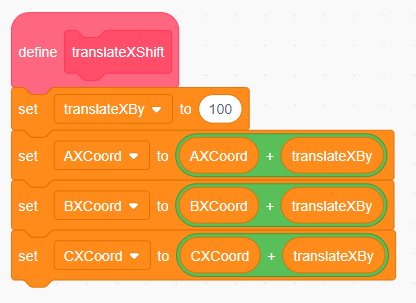 define translateXShift
set translateXBy to 100
set AXCoord to AXCoord + translateXBy
set BXCoord to BXCoord + translateXBy
set CXCoord to CXCoord + translateXBy